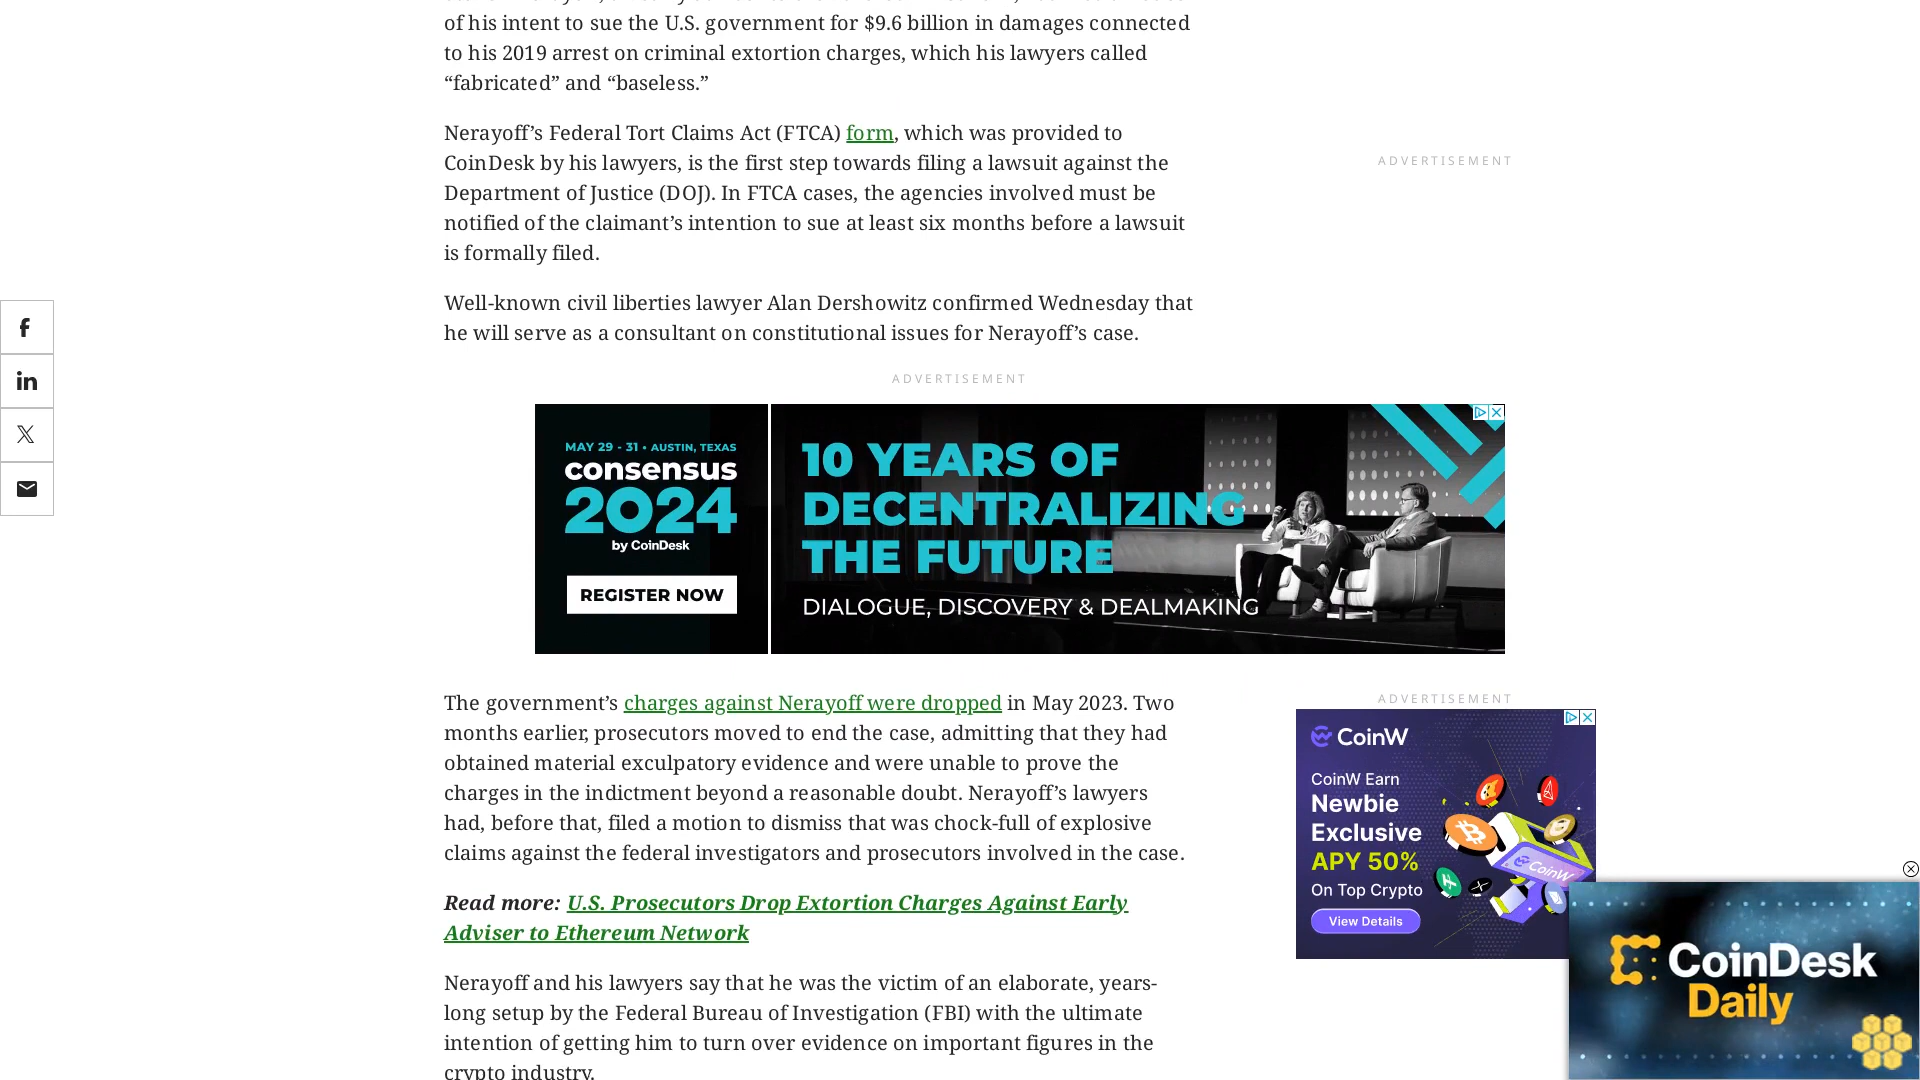 of his intent to sue the U.S. government for $9.6 billion in damages connected
to his 2019 arrest on criminal extortion charges, which his lawyers called
“fabricated” and “baseless.”
Nerayoff’s Federal Tort Claims Act (FTCA) form, which was provided to
CoinDesk by his lawyers, is the first step towards filing a lawsuit against the
Department of Justice (DOJ). In FTCA cases, the agencies involved must be
notified of the claimant’s intention to sue at least six months before a lawsuit
is formally filed.
ADVERTISEMENT
Well-known civil liberties lawyer Alan Dershowitz confirmed Wednesday that
he will serve as a consultant on constitutional issues for Nerayoff’s case.
ADVERTISEMENT
MAY 29 - 31 • AUSTIN, TEXAS
consensus
2024
by CoinDesk
REGISTER NOW
10 YEARS OF
DECENTRALIZING
THE FUTURE
DIALOGUE, DISCOVERY & DEALMAKING
The government’s charges against Nerayoff were dropped in May 2023. Two
months earlier, prosecutors moved to end the case, admitting that they had
obtained material exculpatory evidence and were unable to prove the
charges in the indictment beyond a reasonable doubt. Nerayoff’s lawyers
had, before that, filed a motion to dismiss that was chock-full of explosive
claims against the federal investigators and prosecutors involved in the case.
Read more: U.S. Prosecutors Drop Extortion Charges Against Early
Adviser to Ethereum Network
Nerayoff and his lawyers say that he was the victim of an elaborate, years-
long setup by the Federal Bureau of Investigation (FBI) with the ultimate
intention of getting him to turn over evidence on important figures in the
crypto industry.
ADVERTISEMENT
CoinW
CoinW Earn
Newbie
Exclusive
APY 50%
On Top Crypto
View Details
CoinW
CoinDesk
Daily